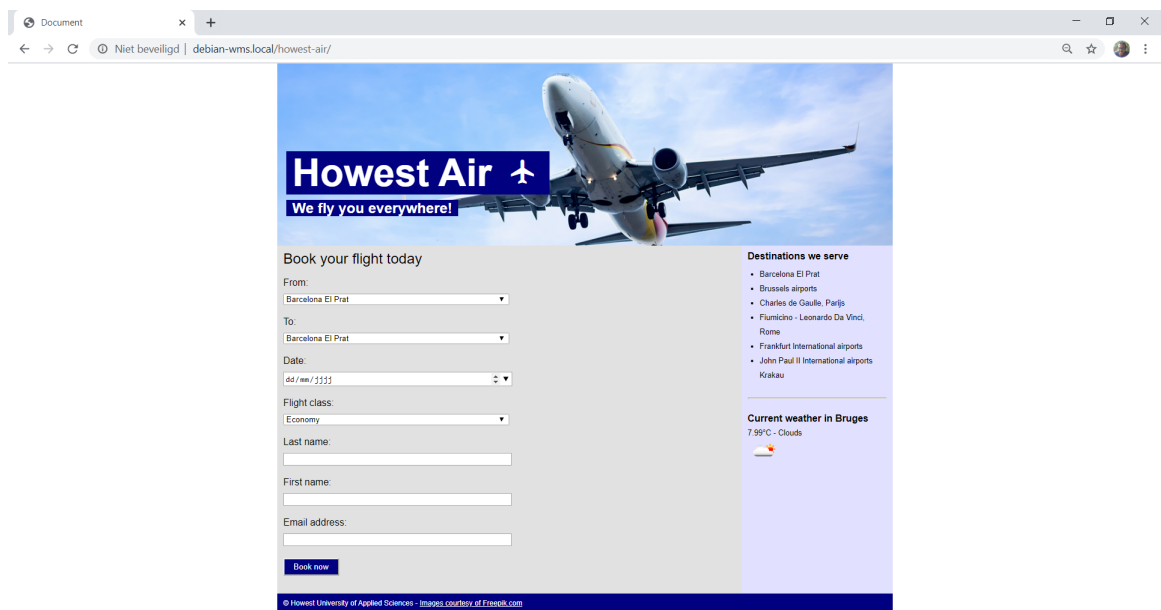 Document
Niet beveiligd | debian-wms.local/howest-air/
Howest Air
We fly you everywhere!
Book your flight today
From:
Barcelona El Prat
To:
Barcelona El Prat
Date:
dd/mm/jjjj
Flight class:
Economy
Last name:
First name:
Email address:
Book now
Destinations we serve
Barcelona El Prat
Brussels airports
Charles de Gaulle, Parijs
Fiumicino - Leonardo Da Vinci,
Rome
Frankfurt International airports
John Paul II International airports
Krakau
Current weather in Bruges
7.99°C - Clouds
© Howest University of Applied Sciences - Images courtesy of Freepik.com